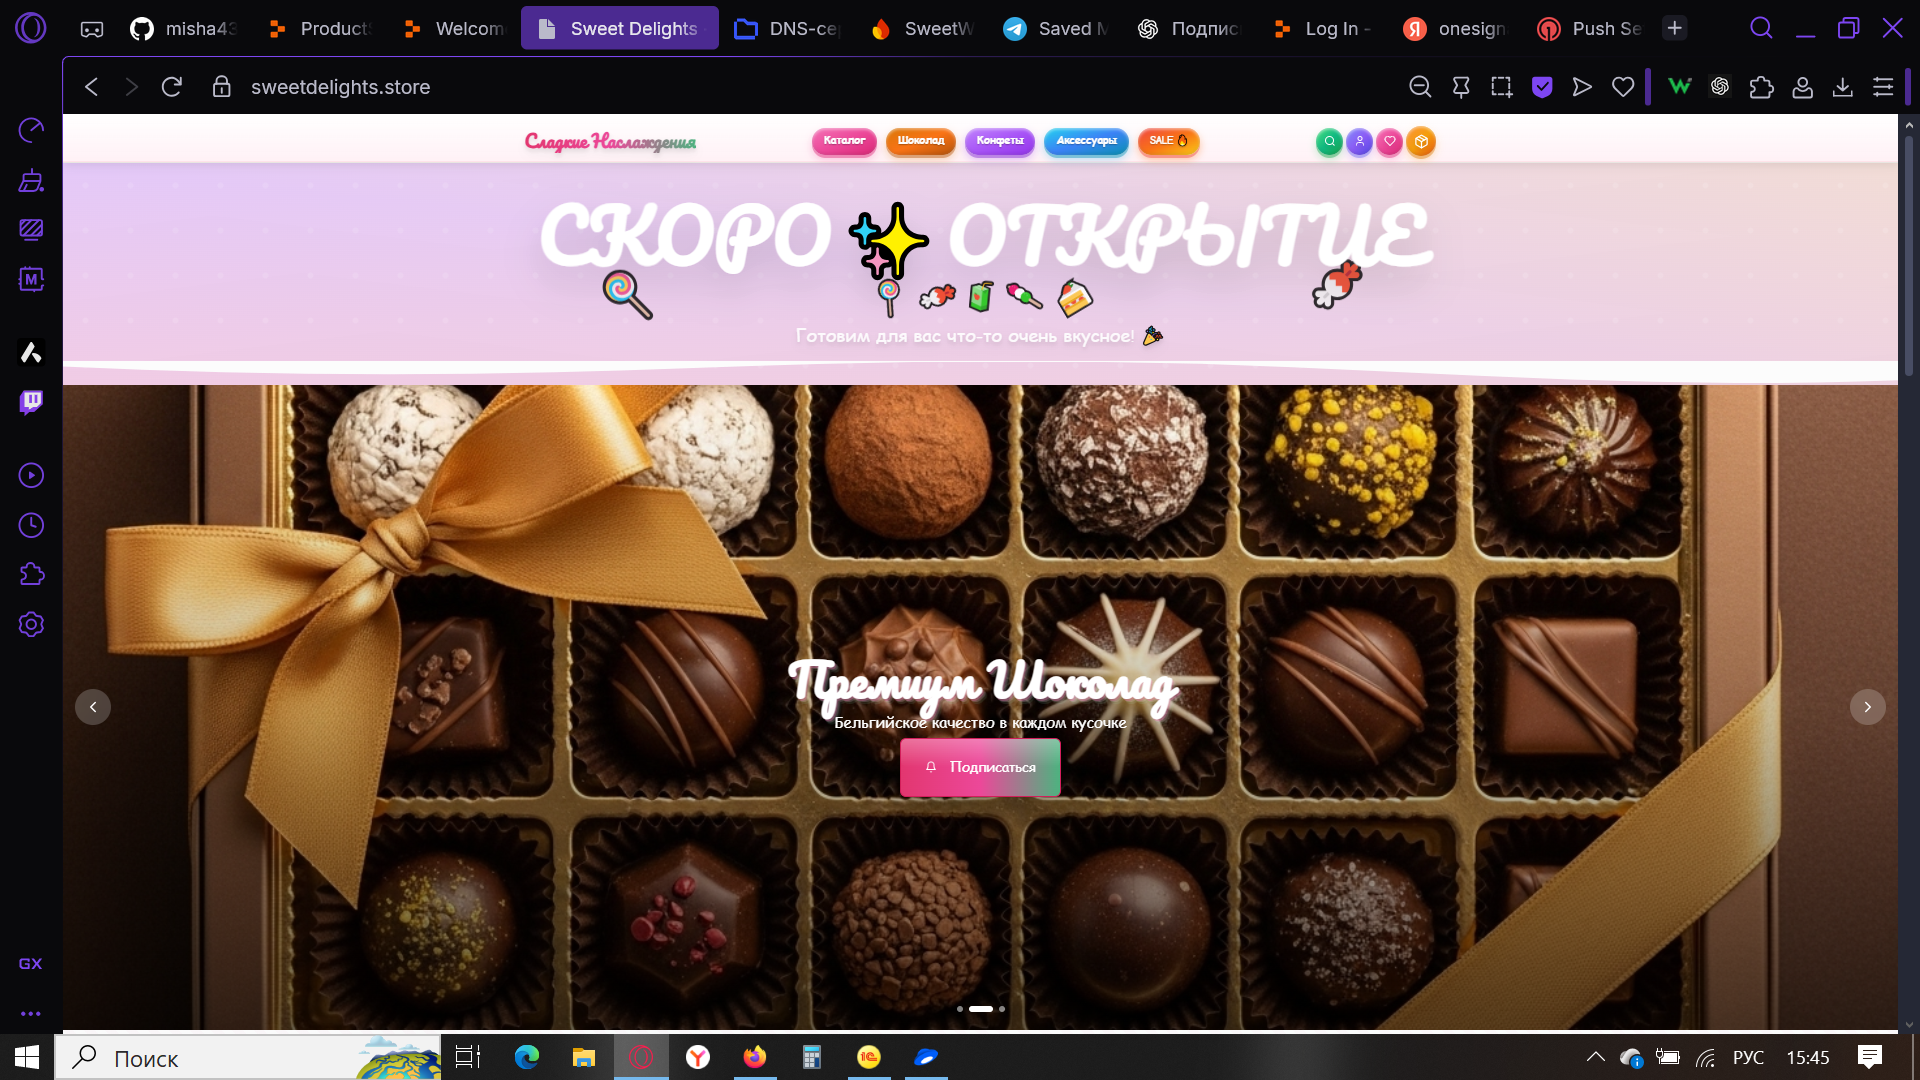 misha43
Products
Welcom
Sweet Delights
DNS-сер
SweetW
Saved M
Подпис
Log In -
onesign
Push Se
sweetdelights.store
Сладкие Наслаждения
Каталог
Шоколад
Конфеты
Аксессуары
SALE
СКОРО ОТКРЫТИЕ
Готовим для вас что-то очень вкусное!
Премиум Шоколад
Бельгийское качество в каждом кусочке
Подписаться
GX
Поиск
РУС
15:45